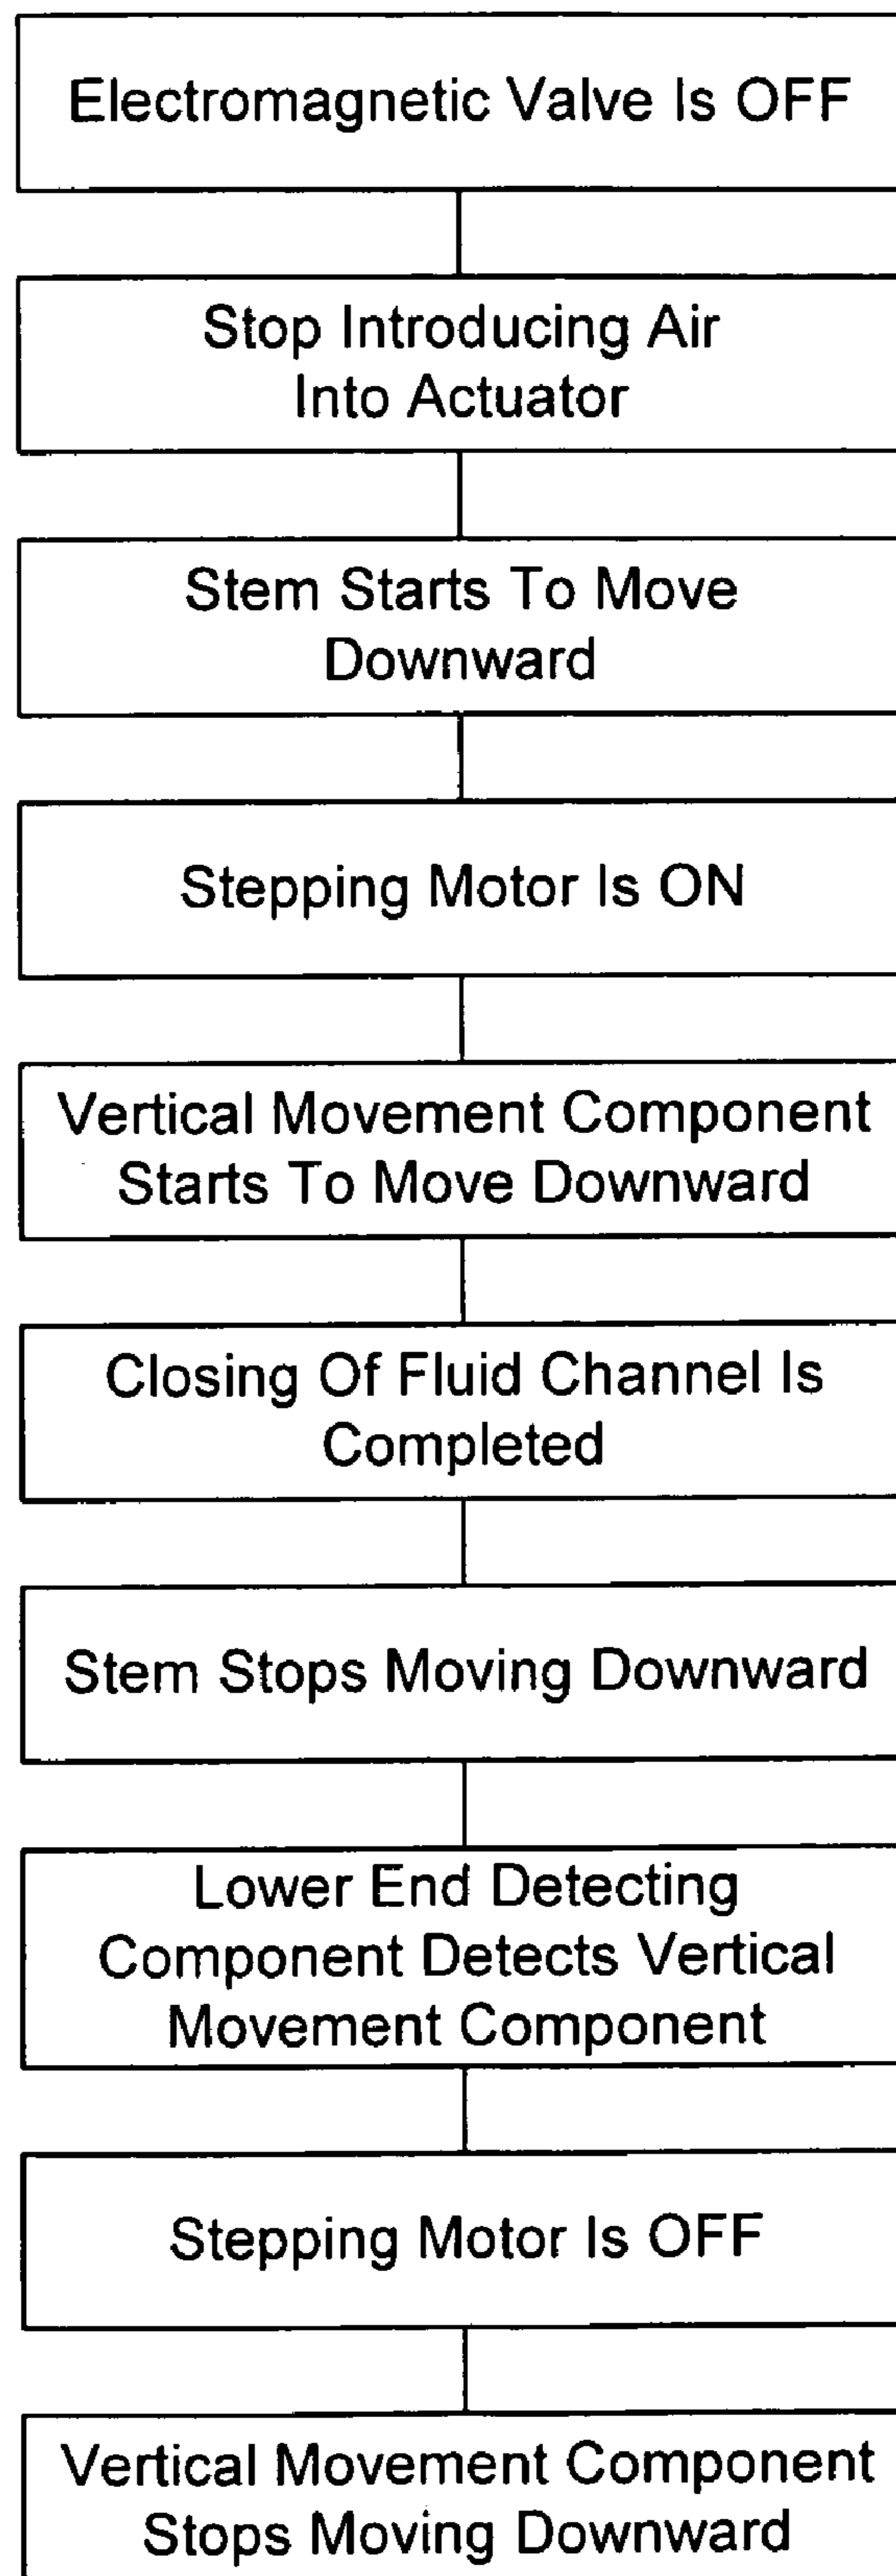 Electromagnetic Valve Is OFF
Stop Introducing Air
Into Actuator
Stem Starts To Move
Downward
Stepping Motor Is ON
Vertical Movement Component
Starts To Move Downward
Closing Of Fluid Channel Is
Completed
Stem Stops Moving Downward
Lower End Detecting
Component Detects Vertical
Movement Component
Stepping Motor Is OFF
Vertical Movement Component
Stops Moving Downward